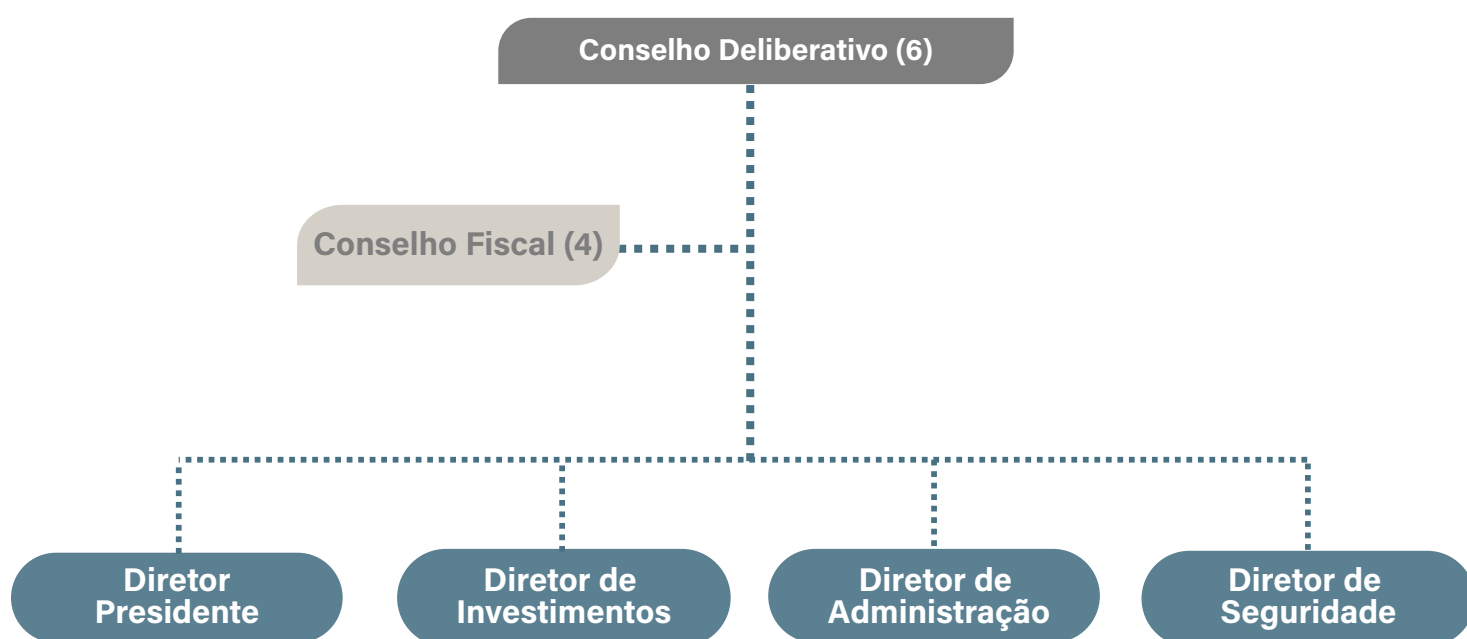 Conselho Deliberativo (6)
Conselho Fiscal (4)
Diretor
Presidente
Diretor de
Investimentos
Diretor de
Administração
Diretor de
Seguridade